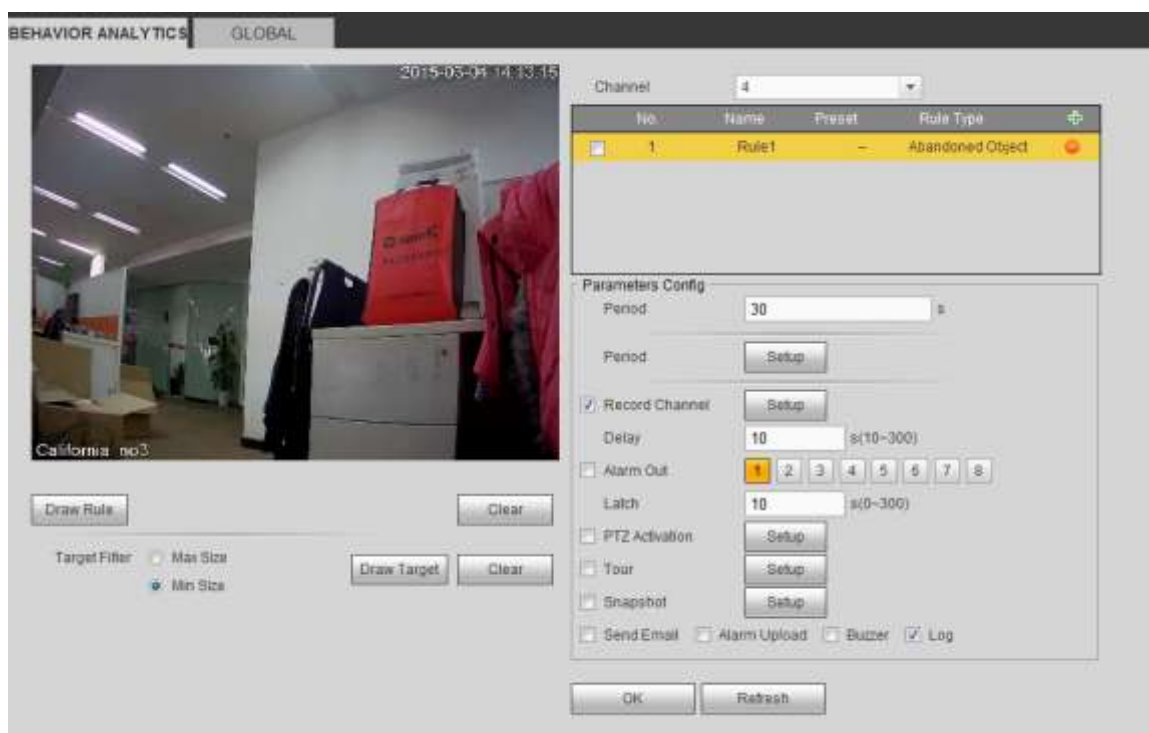 BEHAVIOR ANALYTICS GLOBAL
2015-03-04 14:13:15
California no3
Draw Rule Clear
Target Filter Max Size
Min Size
Draw Target Clear
Channel 4
No. Name Preset Rule Type
1 Rule1 – Abandoned Object
Parameters Config
Period 30 s
Period Setup
Record Channel Setup
Delay 10 s(10~300)
Alarm Out 1 2 3 4 5 6 7 8
Latch 10 s(0~300)
PTZ Activation Setup
Tour Setup
Snapshot Setup
Send Email Alarm Upload Buzzer Log
OK Refresh